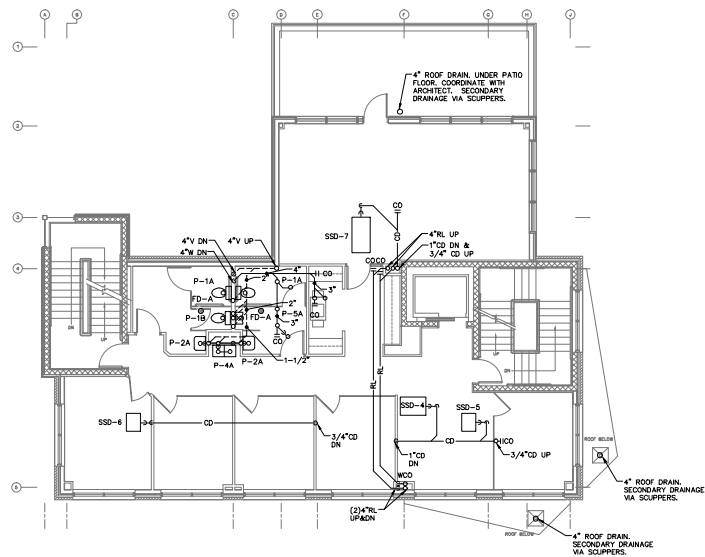 A
B
C
D
E
F
G
H
J
1
4" ROOF DRAIN, UNDER PATIO
FLOOR. COORDINATE WITH
ARCHITECT. SECONDARY
DRAINAGE VIA SCUPPERS.
2
CO
3
SSD-7
4"V DN
4"V UP
4"RL UP
4"W DN
1"CD DN &
3/4"CD UP
4
4"
CO CO
P-1A
2"
P-1A
CO
FD-A
3"
2"
P-1B
FD-A
P-5A
3"
CO
DN
UP
UP
CO
P-2A
P-2A
P-4A
1-1/2"
DN
RL
RL
SSD-4
SSD-5
SSD-6
CD
CD
3/4"CD
DN
CO
1"CD
DN
3/4"CD UP
ROOF BELOW
WCO
4" ROOF DRAIN.
SECONDARY DRAINAGE
VIA SCUPPERS.
5
(2)4"RL
UP&DN
ROOF BELOW
4" ROOF DRAIN.
SECONDARY DRAINAGE
VIA SCUPPERS.